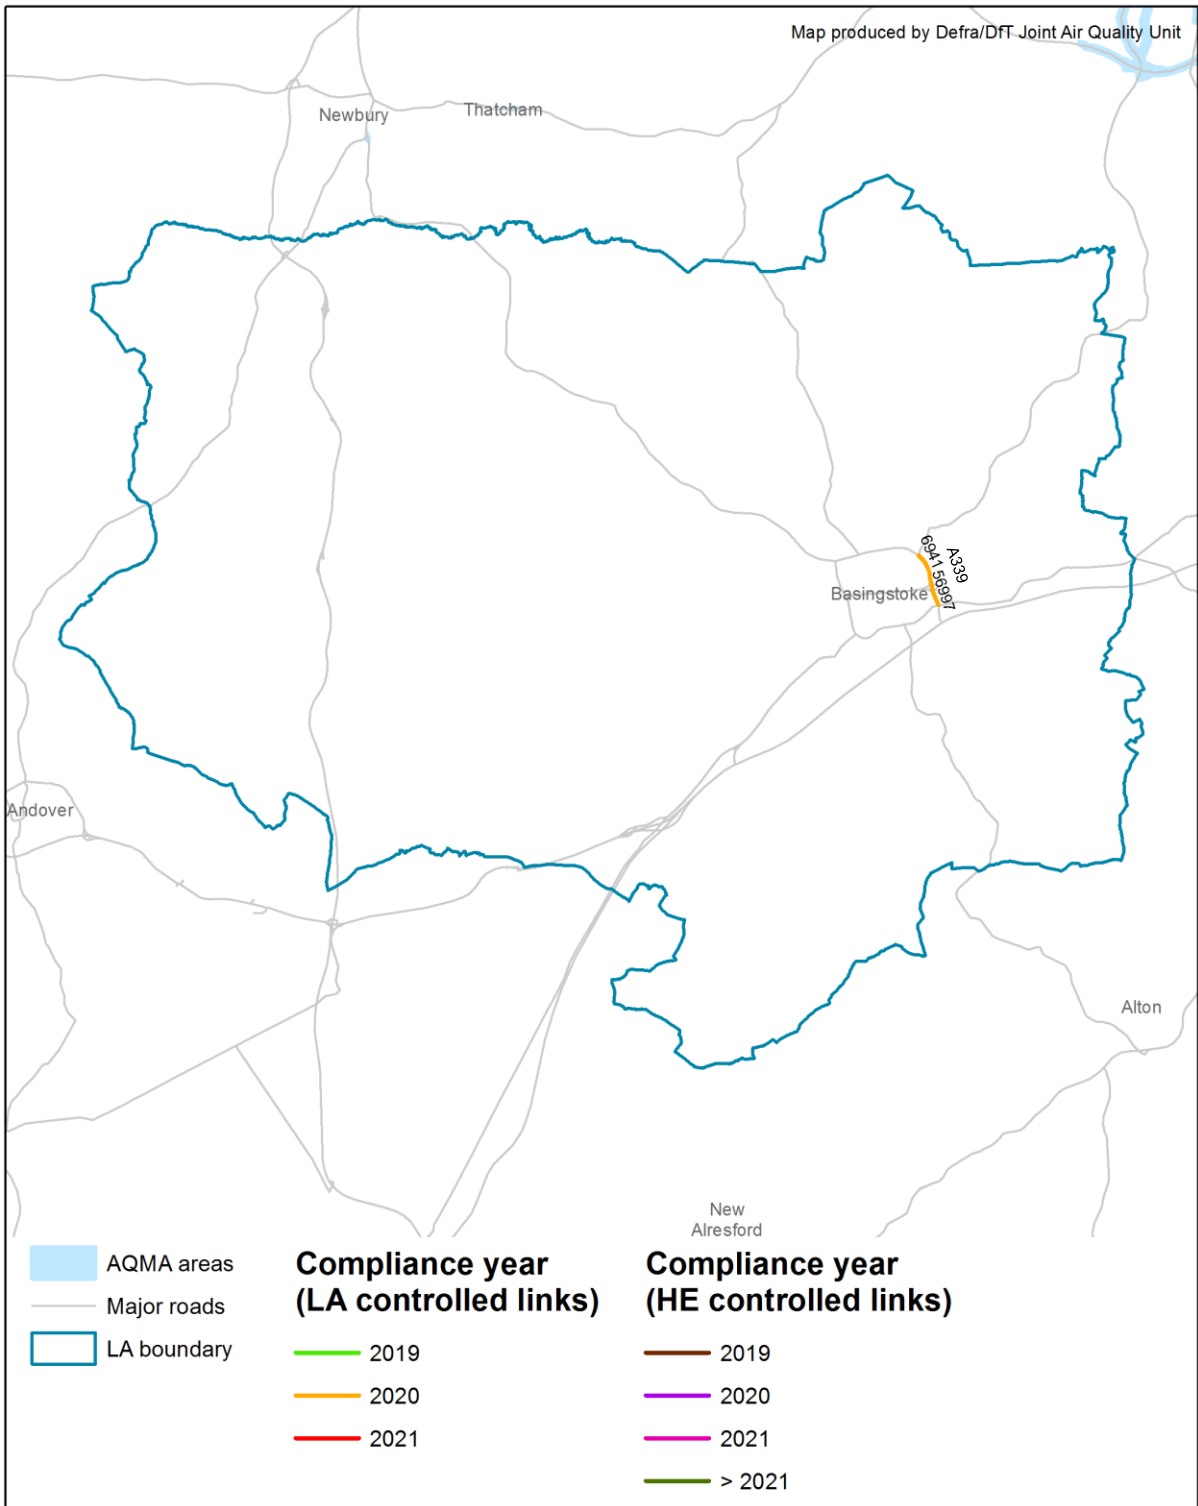 Map produced by Defra/DfT Joint Air Quality Unit
Newbury
Thatcham
A339
6941
56997
Basingstoke
Andover
Alton
New
Alresford
AQMA areas
Major roads
LA boundary
Compliance year
(LA controlled links)
2019
2020
2021
Compliance year
(HE controlled links)
2019
2020
2021
> 2021